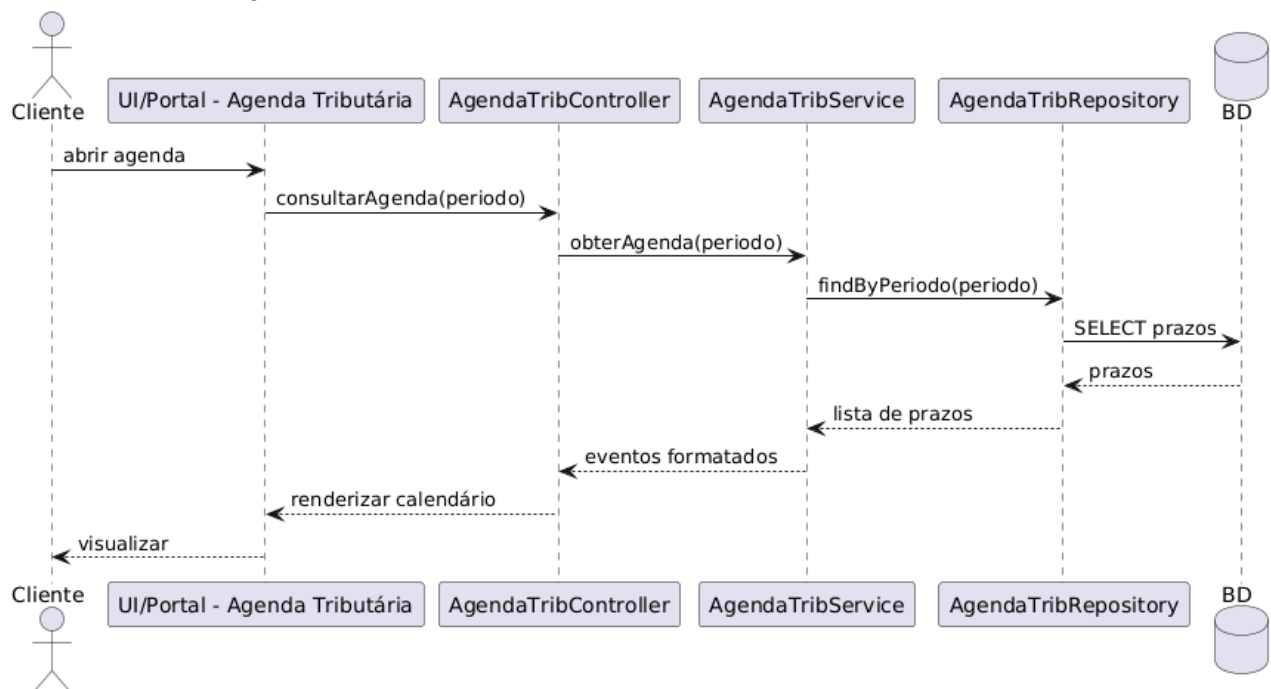 Cliente
UI/Portal - Agenda Tributária
AgendaTribController
AgendaTribService
AgendaTribRepository
BD
abrir agenda
consultarAgenda(periodo)
obterAgenda(periodo)
findByPeriodo(periodo)
SELECT prazos
prazos
lista de prazos
eventos formatados
renderizar calendário
visualizar
Cliente
UI/Portal - Agenda Tributária
AgendaTribController
AgendaTribService
AgendaTribRepository
BD